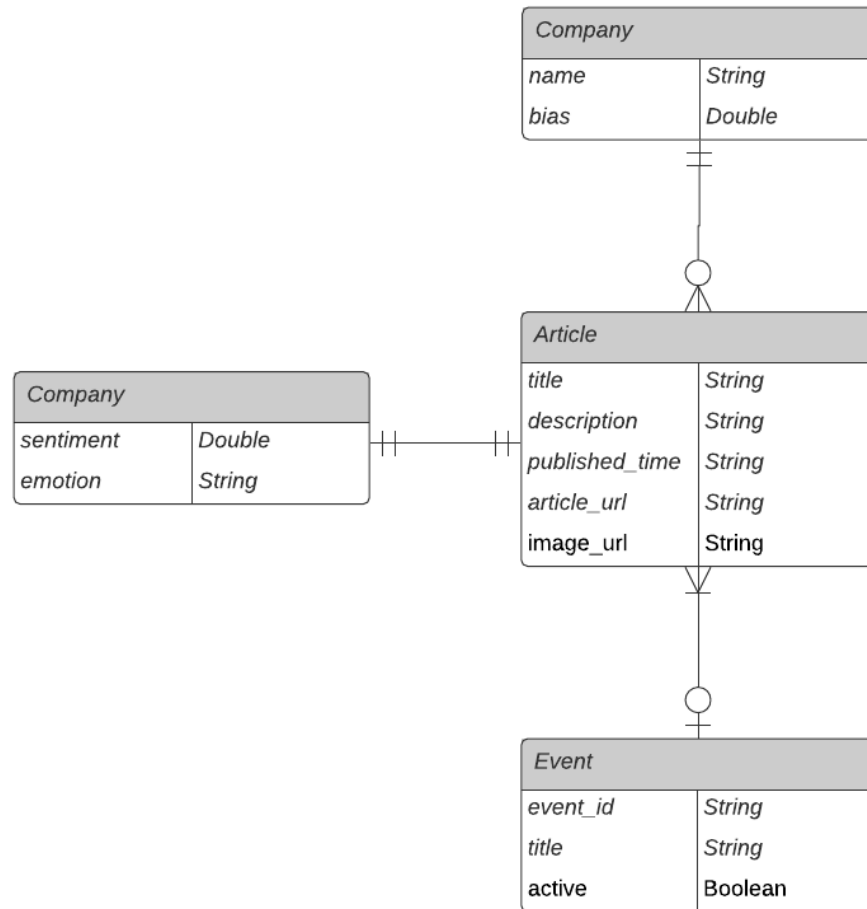 Company
name String
bias Double
Article
title String
description String
published_time String
article_url String
image_url String
Company
sentiment Double
emotion String
Event
event_id String
title String
active Boolean